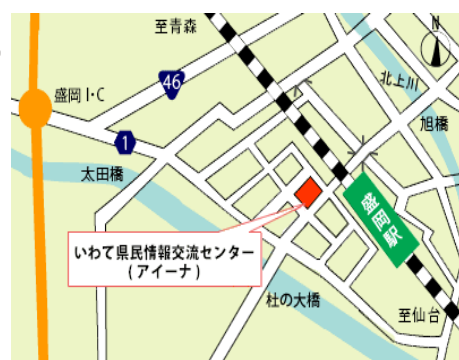 至青森
N
46
北上川
盛岡I・C
旭橋
1
太田橋
盛岡駅
いわて県民情報交流センター
(アイーナ)
杜の大橋
至仙台